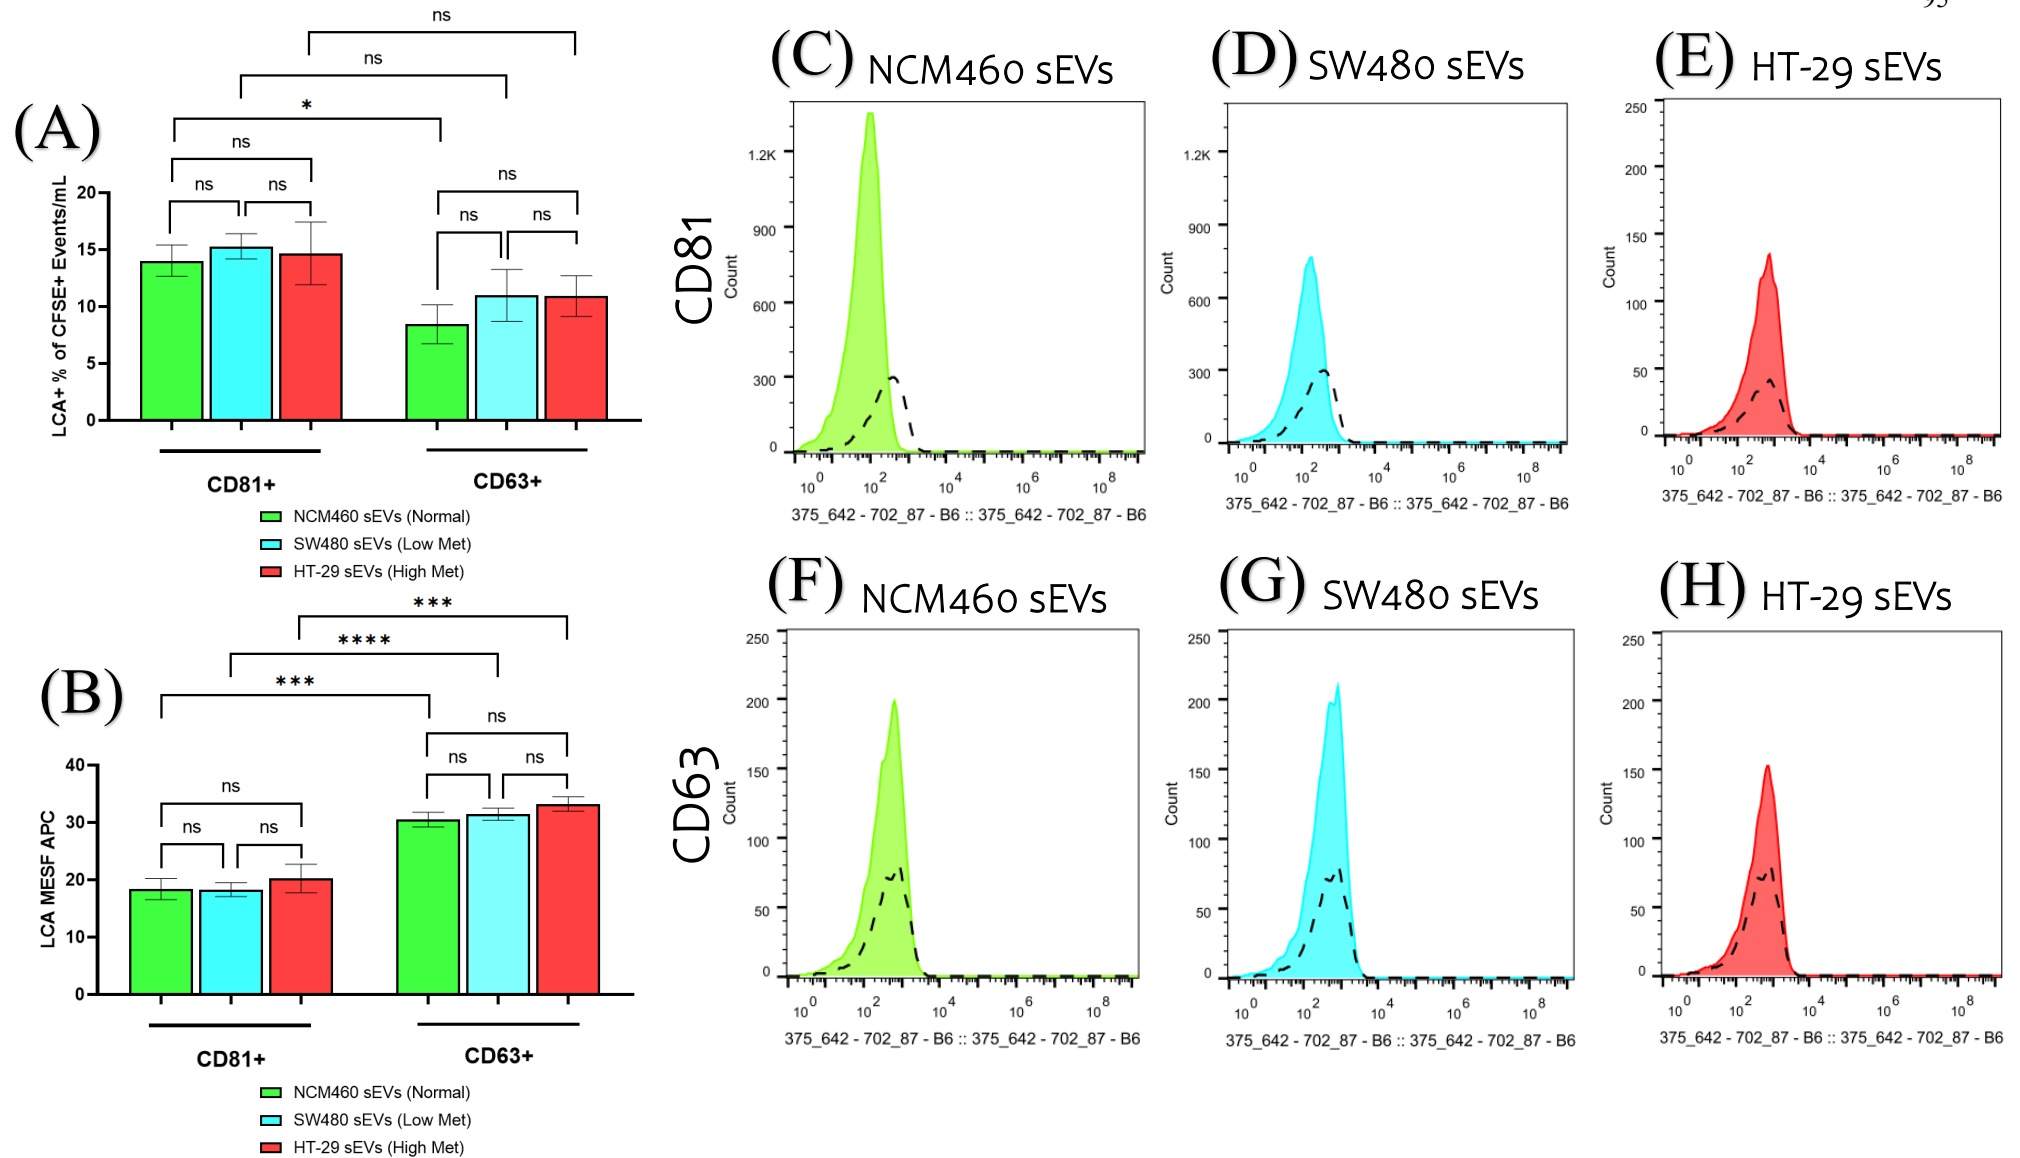 ns
ns
*
ns
ns ns
ns
ns ns
(A)
LCA+ % of CFSE+ Events/mL
20
15
10
5
0
CD81+ CD63+
NCM460 sEVs (Normal)
SW480 sEVs (Low Met)
HT-29 sEVs (High Met)
***
****
***
(B)
ns
ns ns
ns
ns ns
LCA MESF APC
40
30
20
10
0
CD81+ CD63+
NCM460 sEVs (Normal)
SW480 sEVs (Low Met)
HT-29 sEVs (High Met)
CD81
(C) NCM460 sEVs
Count
1.2K
900
600
300
0
10^0 10^2 10^4 10^6 10^8
375_642 - 702_87 - B6 :: 375_642 - 702_87 - B6
(D) SW480 sEVs
Count
1.2K
900
600
300
0
10^0 10^2 10^4 10^6 10^8
375_642 - 702_87 - B6 :: 375_642 - 702_87 - B6
(E) HT-29 sEVs
Count
250
200
150
100
50
0
10^0 10^2 10^4 10^6 10^8
375_642 - 702_87 - B6 :: 375_642 - 702_87 - B6
CD63
(F) NCM460 sEVs
Count
250
200
150
100
50
0
10^0 10^2 10^4 10^6 10^8
375_642 - 702_87 - B6 :: 375_642 - 702_87 - B6
(G) SW480 sEVs
Count
250
200
150
100
50
0
10^0 10^2 10^4 10^6 10^8
375_642 - 702_87 - B6 :: 375_642 - 702_87 - B6
(H) HT-29 sEVs
Count
250
200
150
100
50
0
10^0 10^2 10^4 10^6 10^8
375_642 - 702_87 - B6 :: 375_642 - 702_87 - B6